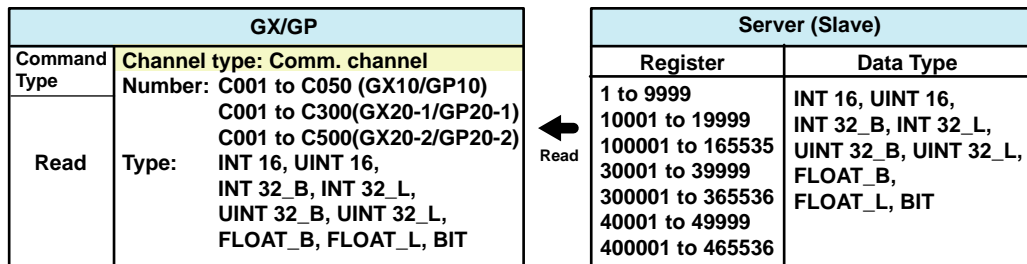 GX/GP
Command Type
Channel type: Comm. channel
Number: C001 to C050 (GX10/GP10)
C001 to C300(GX20-1/GP20-1)
C001 to C500(GX20-2/GP20-2)
Read
Type: INT 16, UINT 16,
INT 32_B, INT 32_L,
UINT 32_B, UINT 32_L,
FLOAT_B, FLOAT_L, BIT
Read
Server (Slave)
Register
Data Type
1 to 9999
10001 to 19999
100001 to 165535
30001 to 39999
300001 to 365536
40001 to 49999
400001 to 465536
INT 16, UINT 16,
INT 32_B, INT 32_L,
UINT 32_B, UINT 32_L,
FLOAT_B,
FLOAT_L, BIT